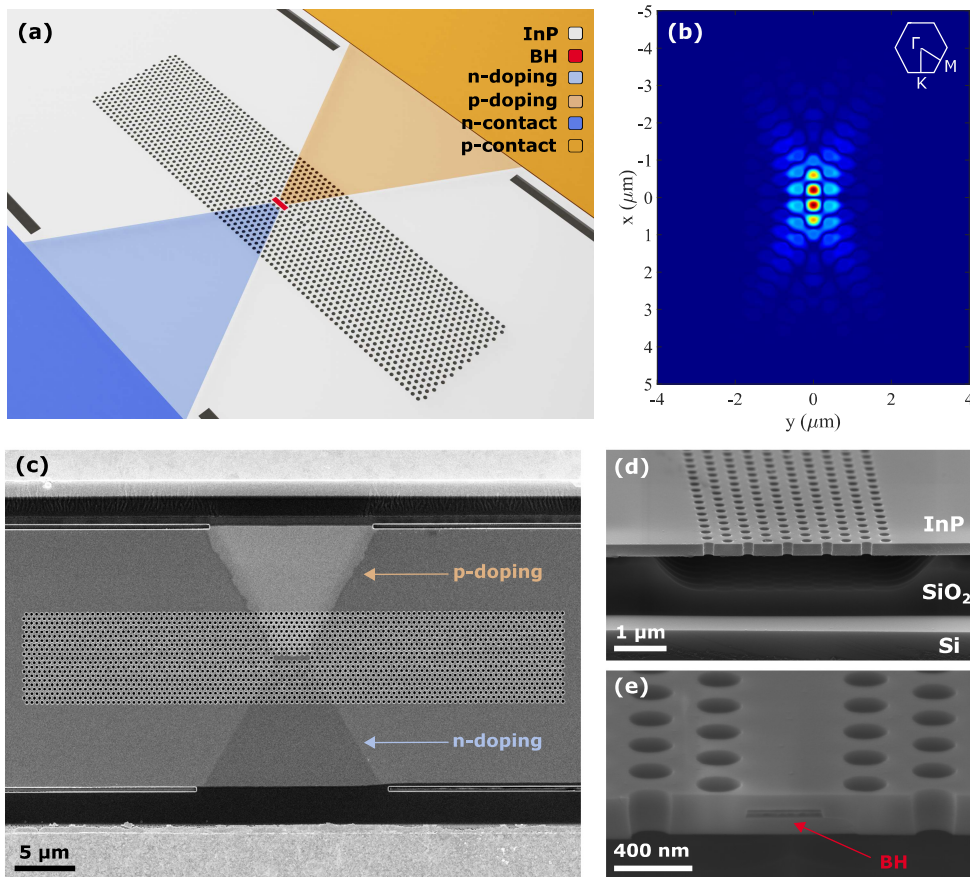 (a)
InP
BH
n-doping
p-doping
n-contact
p-contact
(b)
Γ
M
K
-5
-4
-3
-2
-1
0
1
2
3
4
5
x (μm)
-4 -2 0 2 4
y (μm)
(c)
p-doping
n-doping
5 μm
(d)
InP
SiO₂
Si
1 μm
(e)
BH
400 nm